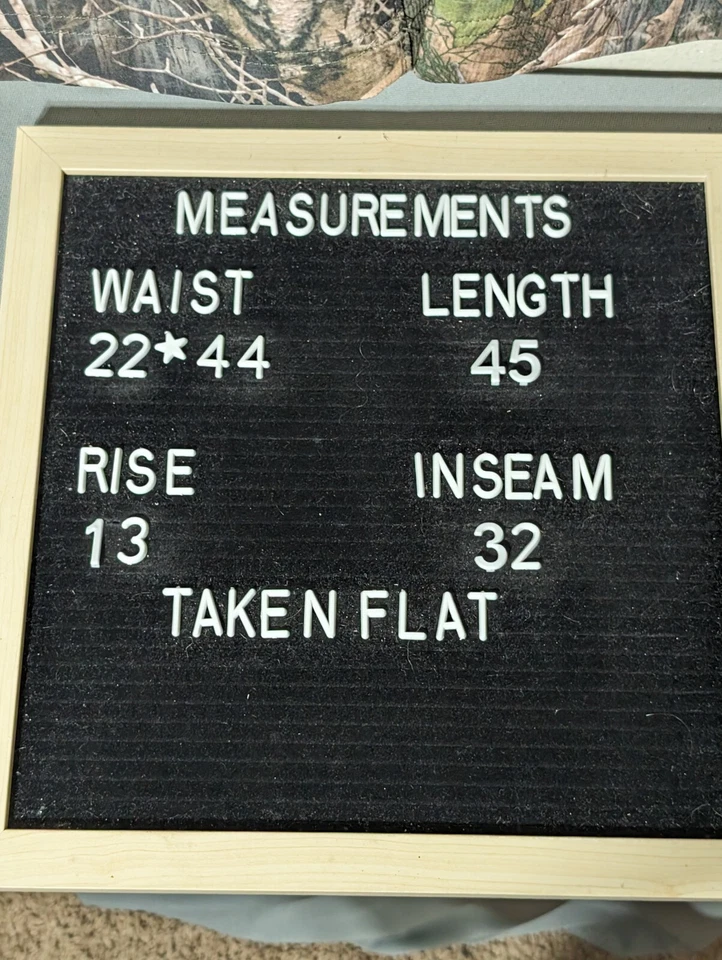 MEASUREMENTS
WAIST LENGTH
22★44 45
RISE INSEAM
13 32
TAKEN FLAT